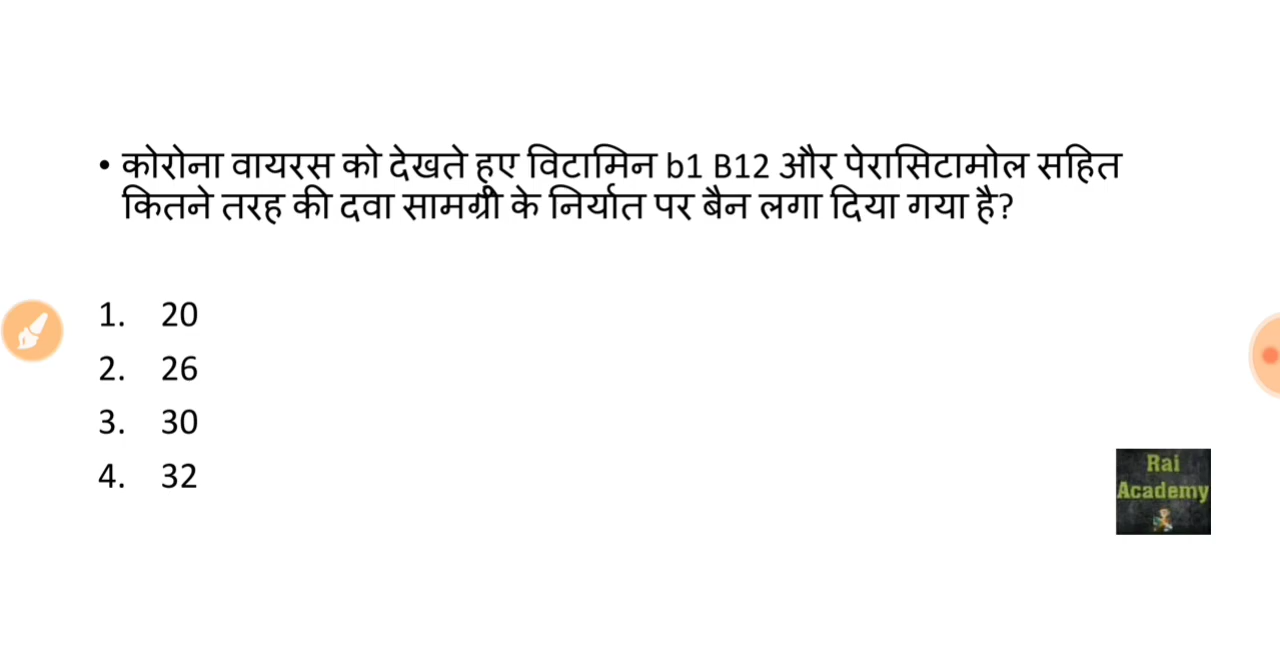 • कोरोना वायरस को देखते हुए विटामिन b1 B12 और पेरासिटामोल सहित
कितने तरह की दवा सामग्री के निर्यात पर बैन लगा दिया गया है?
1. 20
2. 26
3. 30
4. 32
Rai
Academy